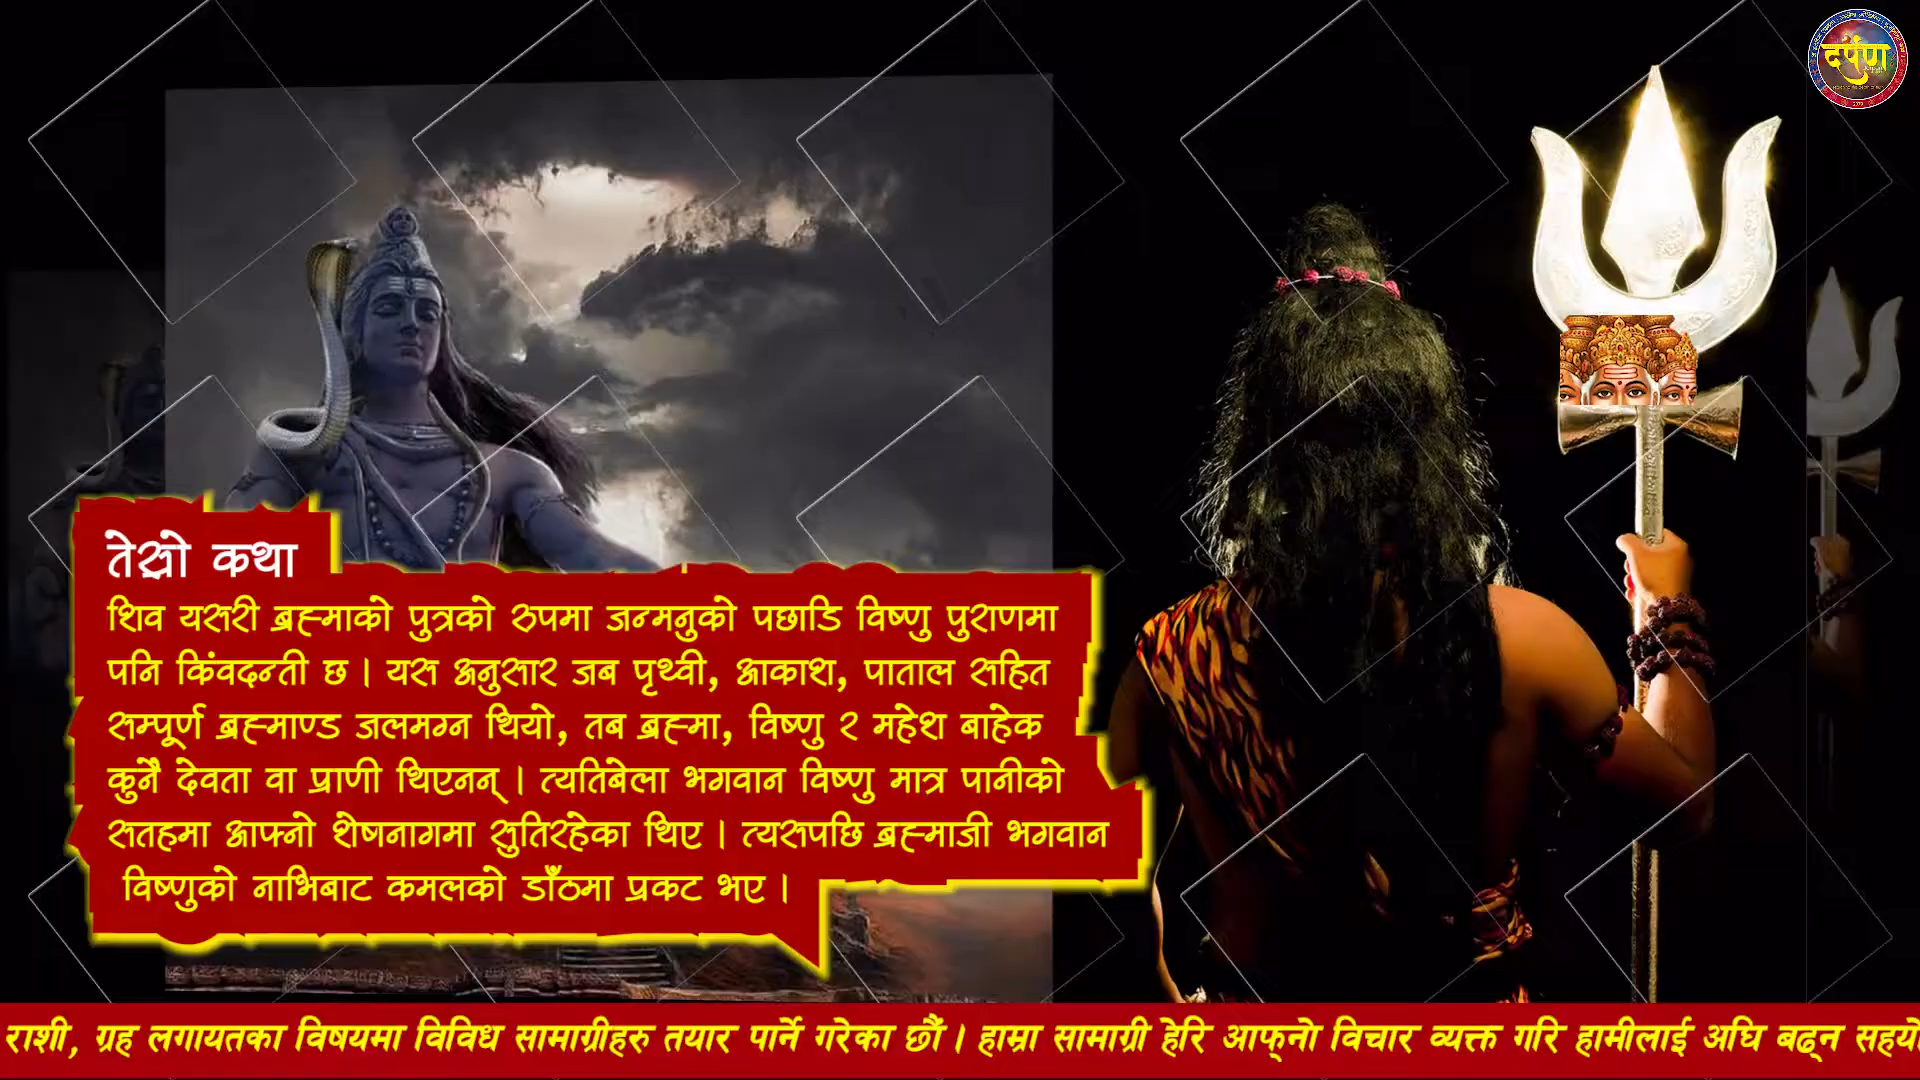 दर्पण
तेस्रो कथा
शिव यसरी ब्रह्माको पुत्रको रुपमा जन्मनुको पछाडि विष्णु पुराणमा
पनि किंवदन्ती छ । यस अनुसार जब पृथ्वी, आकाश, पाताल सहित
सम्पूर्ण ब्रह्माण्ड जलमग्न थियो, तब ब्रह्मा, विष्णु र महेश बाहेक
कुनै देवता वा प्राणी थिएनन् । त्यतिबेला भगवान विष्णु मात्र पानीको
सतहमा आफ्नो शेषनागमा सुतिरहेका थिए । त्यसपछि ब्रह्माजी भगवान
विष्णुको नाभिबाट कमलको डाँठमा प्रकट भए ।
राशी, ग्रह लगायतका विषयमा विविध सामाग्रीहरु तयार पार्ने गरेका छौं । हाम्रा सामाग्री हेरि आफ्नो विचार व्यक्त गरि हामीलाई अघि बढ्न सहयो